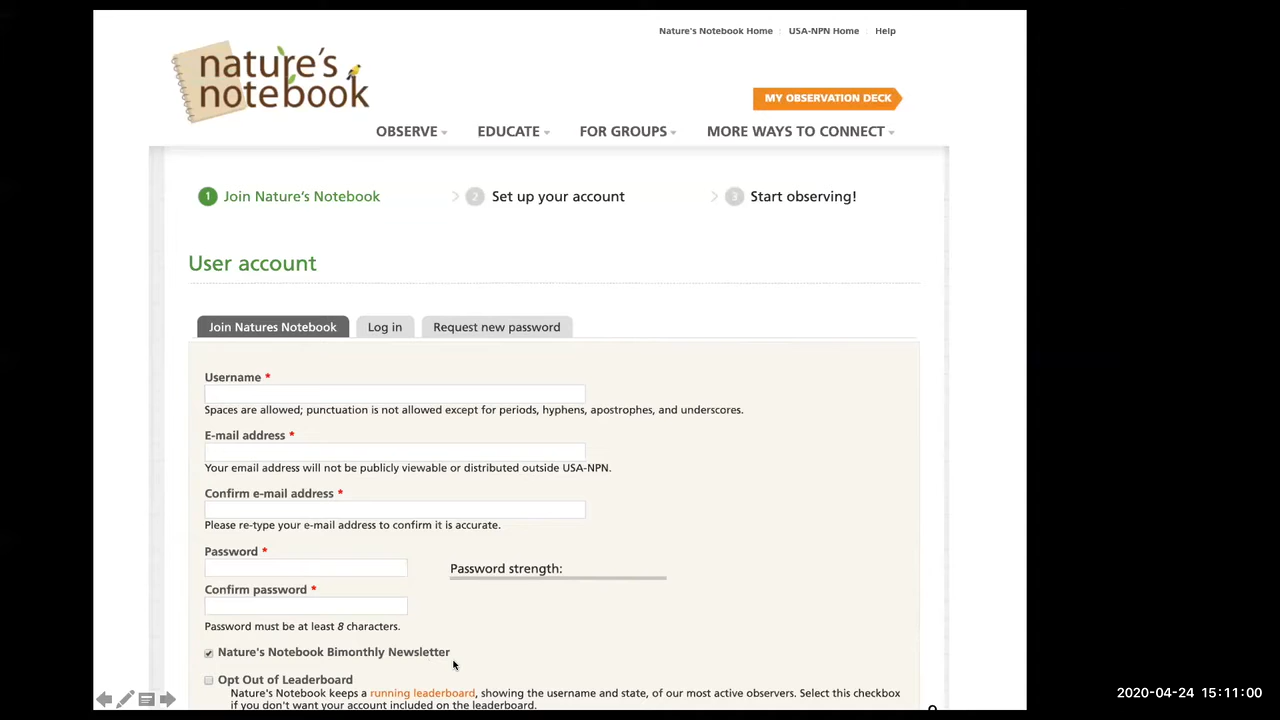 Nature's Notebook Home USA-NPN Home Help
nature's
notebook
MY OBSERVATION DECK
OBSERVE EDUCATE FOR GROUPS MORE WAYS TO CONNECT
1 Join Nature's Notebook 2 Set up your account 3 Start observing!
User account
Join Natures Notebook Log in Request new password
Username *
Spaces are allowed; punctuation is not allowed except for periods, hyphens, apostrophes, and underscores.
E-mail address *
Your email address will not be publicly viewable or distributed outside USA-NPN.
Confirm e-mail address *
Please re-type your e-mail address to confirm it is accurate.
Password *
Password strength:
Confirm password *
Password must be at least 8 characters.
Nature's Notebook Bimonthly Newsletter
Opt Out of Leaderboard
Nature's Notebook keeps a running leaderboard, showing the username and state, of our most active observers. Select this checkbox
if you don't want your account included on the leaderboard.
2020-04-24 15:11:00